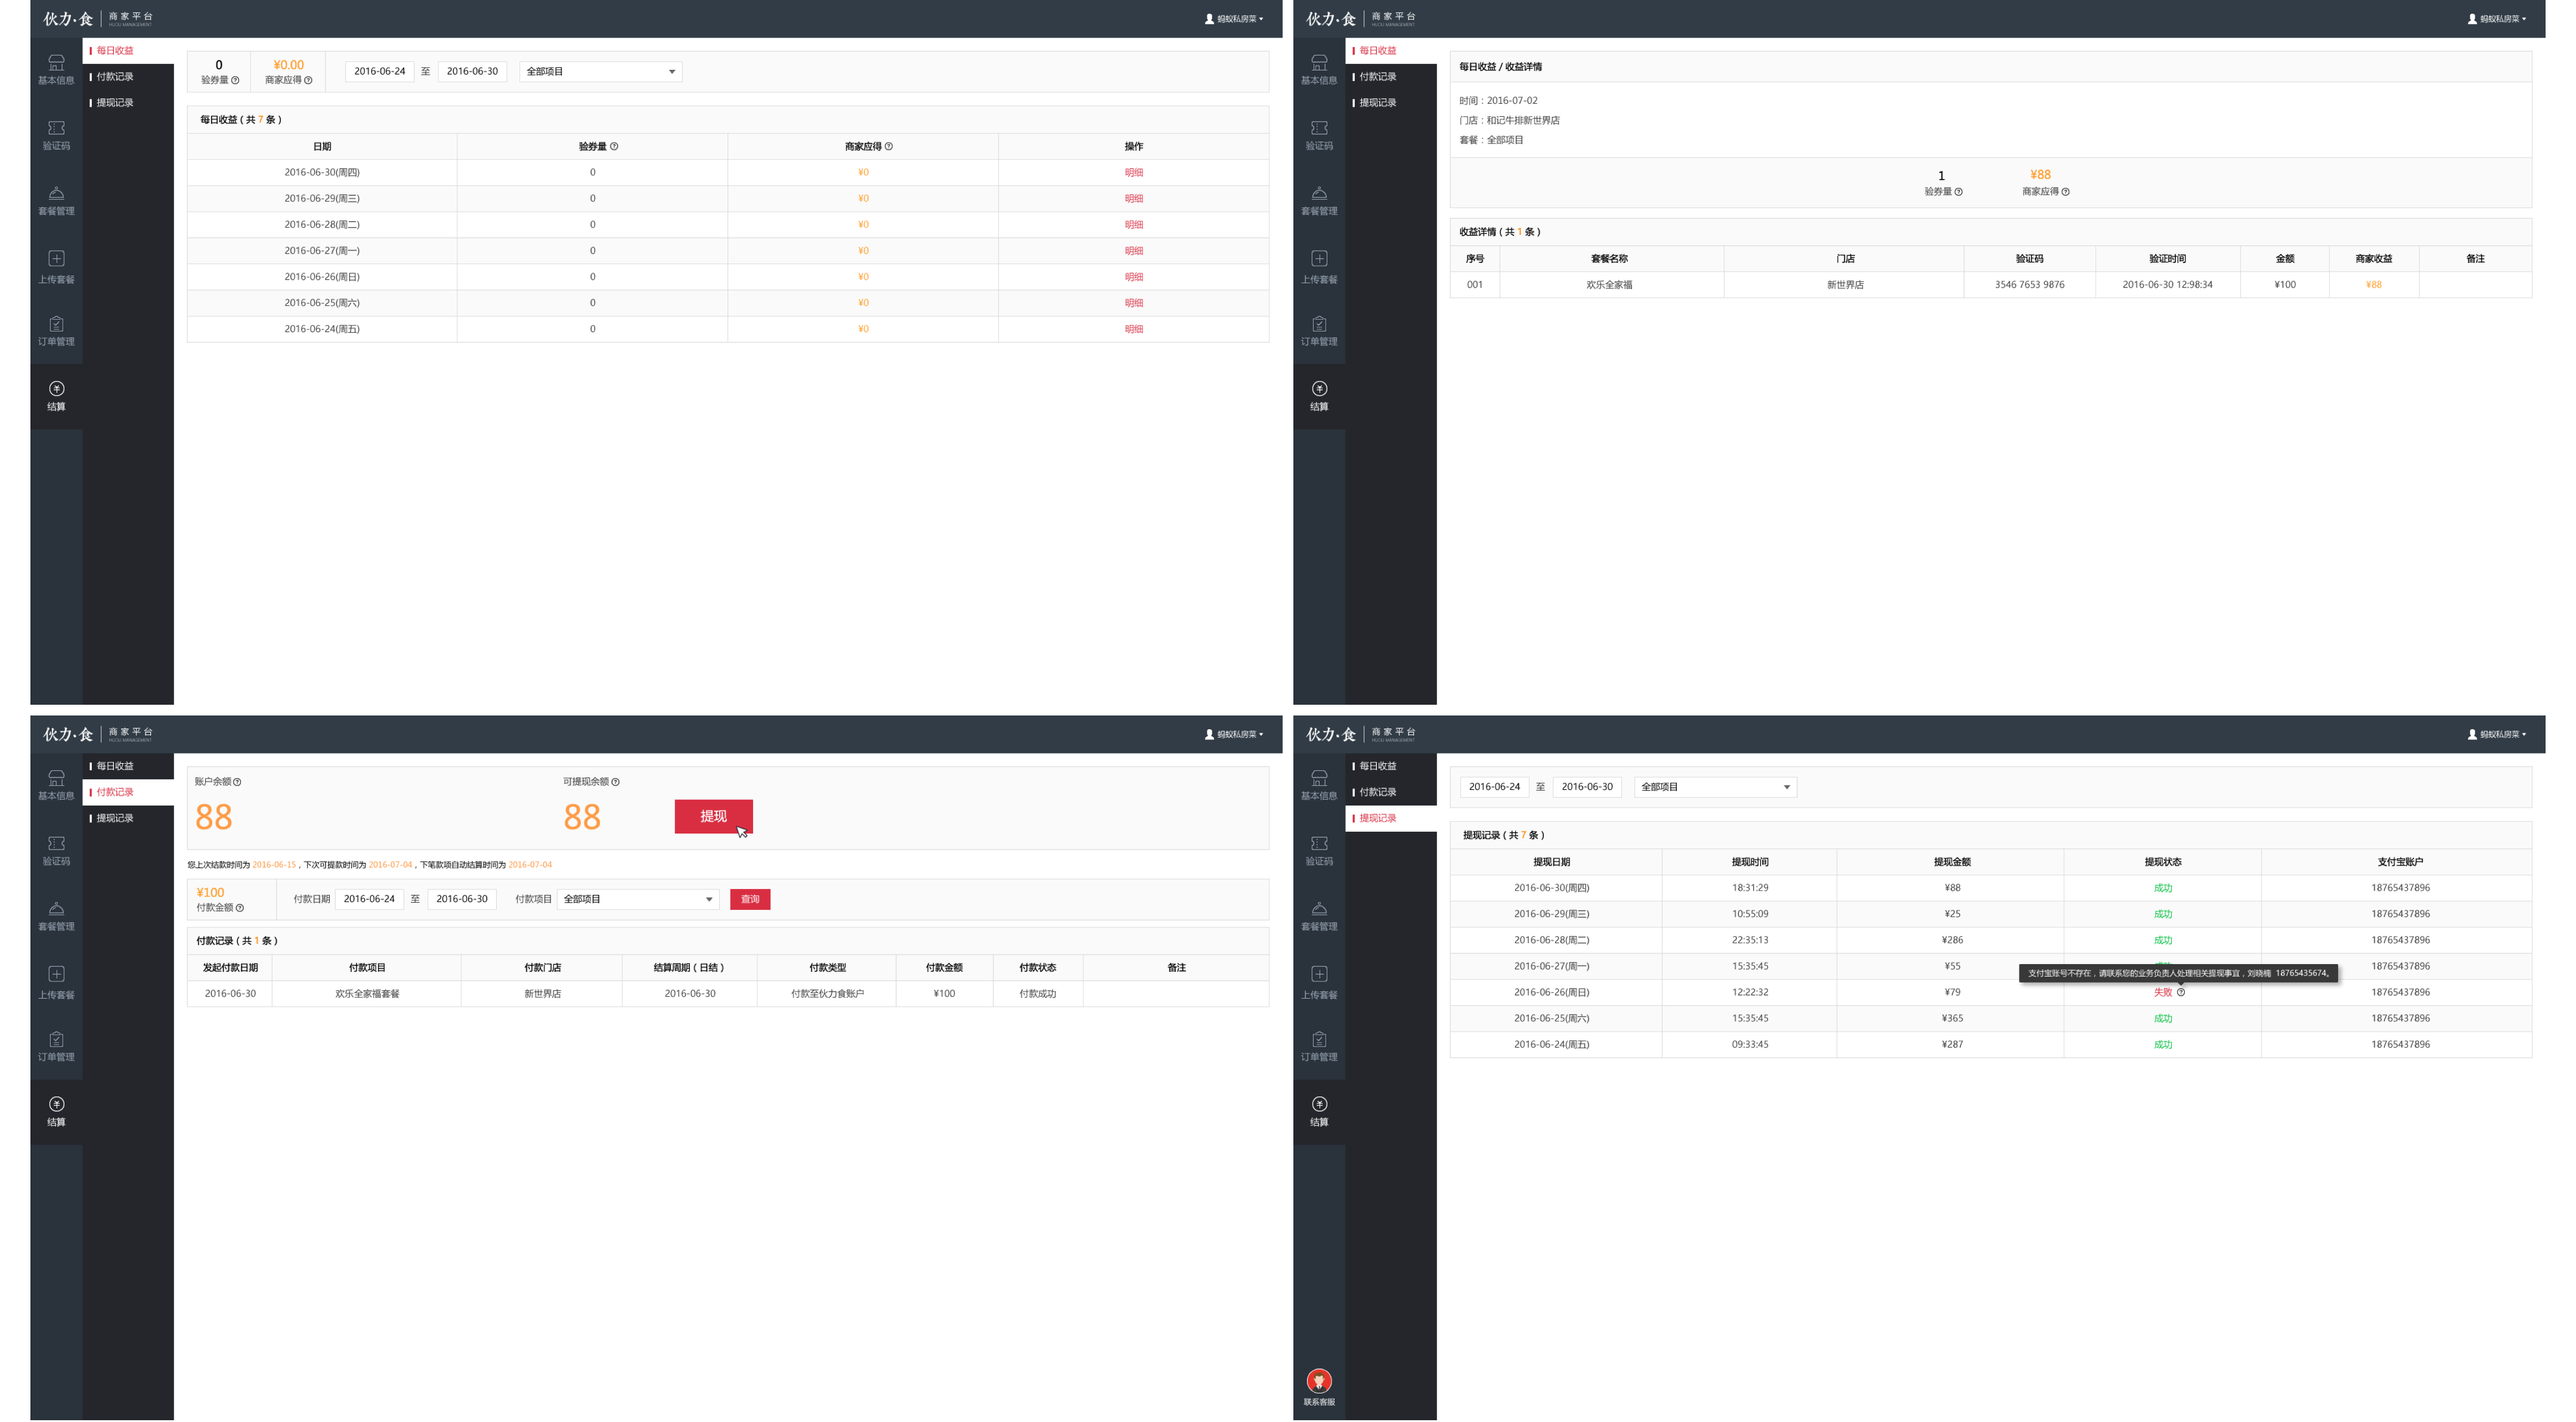 伙力·食 商家平台
HUOLI MANAGEMENT
蚂蚁私房菜
基本信息
验证码
套餐管理
上传套餐
订单管理
结算
每日收益
付款记录
提现记录
0 ¥0.00
验券量 商家应得
2016-06-24 至 2016-06-30 全部项目
每日收益 ( 共 7 条 )
日期 验券量 商家应得 操作
2016-06-30(周四) 0 ¥0 明细
2016-06-29(周三) 0 ¥0 明细
2016-06-28(周二) 0 ¥0 明细
2016-06-27(周一) 0 ¥0 明细
2016-06-26(周日) 0 ¥0 明细
2016-06-25(周六) 0 ¥0 明细
2016-06-24(周五) 0 ¥0 明细
伙力·食 商家平台
HUOLI MANAGEMENT
蚂蚁私房菜
基本信息
验证码
套餐管理
上传套餐
订单管理
结算
每日收益
付款记录
提现记录
每日收益 / 收益详情
时间：2016-07-02
门店：和记牛排新世界店
套餐：全部项目
1 ¥88
验券量 商家应得
收益详情 ( 共 1 条 )
序号 套餐名称 门店 验证码 验证时间 金额 商家收益 备注
001 欢乐全家福 新世界店 3546 7653 9876 2016-06-30 12:98:34 ¥100 ¥88
伙力·食 商家平台
HUOLI MANAGEMENT
蚂蚁私房菜
基本信息
验证码
套餐管理
上传套餐
订单管理
结算
每日收益
付款记录
提现记录
账户余额 可提现余额
88 88 提现
您上次结款时间为 2016-06-15，下次可提款时间为 2016-07-04，下笔款项自动结算时间为 2016-07-04
¥100
付款金额
付款日期 2016-06-24 至 2016-06-30 付款项目 全部项目 查询
付款记录 ( 共 1 条 )
发起付款日期 付款项目 付款门店 结算周期 ( 日结 ) 付款类型 付款金额 付款状态 备注
2016-06-30 欢乐全家福套餐 新世界店 2016-06-30 付款至伙力食账户 ¥100 付款成功
伙力·食 商家平台
HUOLI MANAGEMENT
蚂蚁私房菜
基本信息
验证码
套餐管理
上传套餐
订单管理
结算
联系客服
每日收益
付款记录
提现记录
2016-06-24 至 2016-06-30 全部项目
提现记录 ( 共 7 条 )
提现日期 提现时间 提现金额 提现状态 支付宝账户
2016-06-30(周四) 18:31:29 ¥88 成功 18765437896
2016-06-29(周三) 10:55:09 ¥25 成功 18765437896
2016-06-28(周二) 22:35:13 ¥286 成功 18765437896
2016-06-27(周一) 15:35:45 ¥55 18765437896
支付宝账号不存在，请联系您的业务负责人处理相关提现事宜，刘晓楠 18765435674。
2016-06-26(周日) 12:22:32 ¥79 失败 18765437896
2016-06-25(周六) 15:35:45 ¥365 成功 18765437896
2016-06-24(周五) 09:33:45 ¥287 成功 18765437896